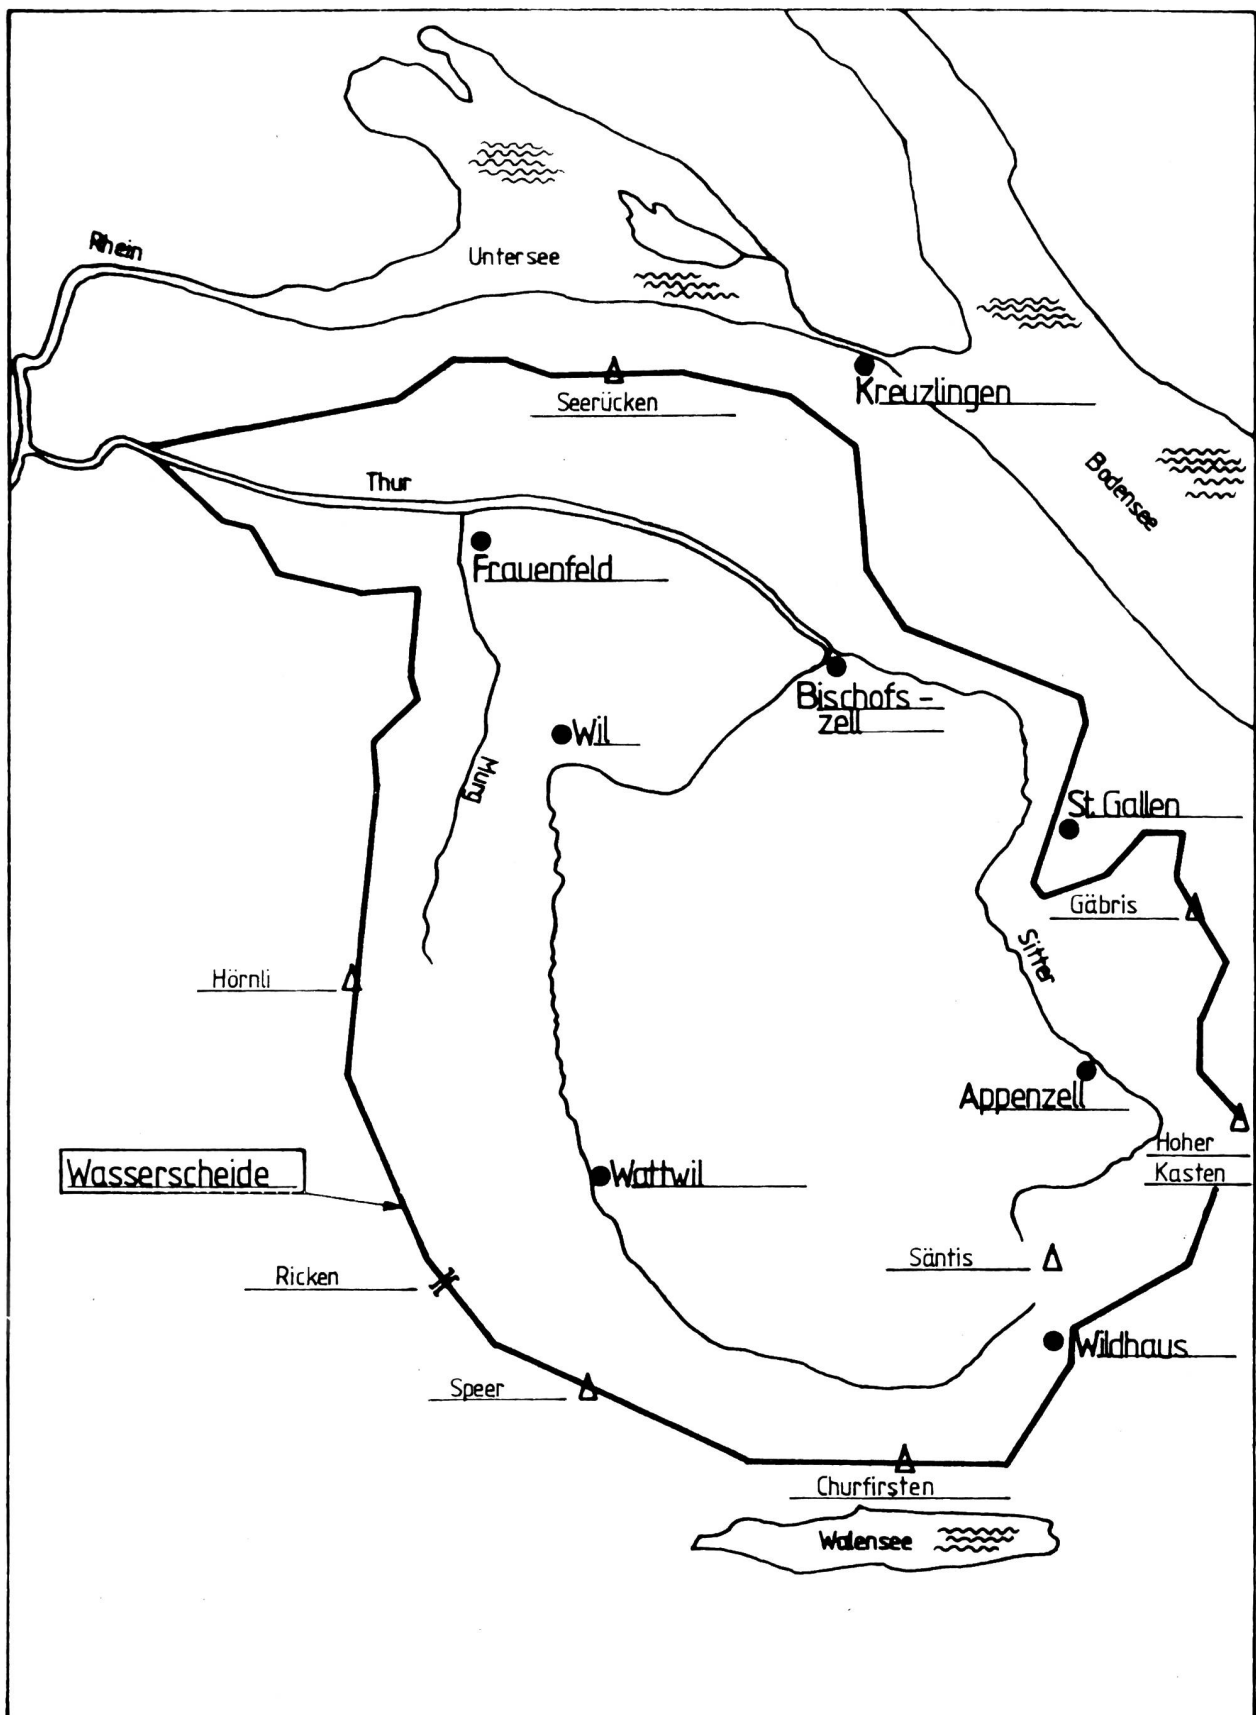 Rhein
Untersee
Kreuzlingen
Seerücken
Bodensee
Thur
Frauenfeld
Bischofs-
zell
Wil
Murg
St. Gallen
Gäbris
Sitter
Hörnli
Appenzell
Hoher
Kasten
Wasserscheide
Wattwil
Säntis
Ricken
Wildhaus
Speer
Churfirsten
Walensee